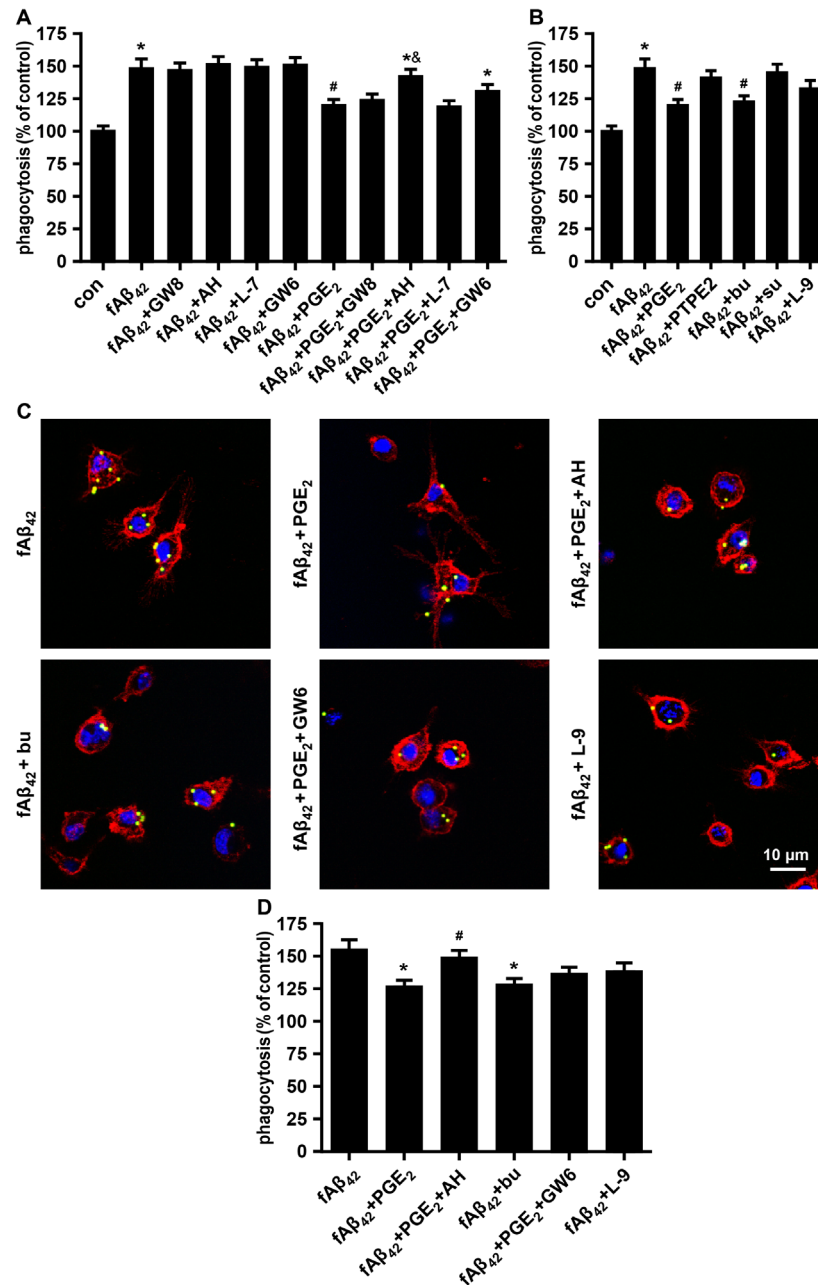 A
phagocytosis (% of control)
175
150
125
100
75
50
25
0
*
#
*&
*
con
fAβ₄₂
fAβ₄₂+GW8
fAβ₄₂+AH
fAβ₄₂+L-7
fAβ₄₂+GW6
fAβ₄₂+PGE₂
fAβ₄₂+PGE₂+GW8
fAβ₄₂+PGE₂+AH
fAβ₄₂+PGE₂+L-7
fAβ₄₂+PGE₂+GW6
B
phagocytosis (% of control)
175
150
125
100
75
50
25
0
*
#
#
con
fAβ₄₂
fAβ₄₂+PGE₂
fAβ₄₂+PTPE2
fAβ₄₂+bu
fAβ₄₂+su
fAβ₄₂+L-9
C
fAβ₄₂
fAβ₄₂+PGE₂
fAβ₄₂+PGE₂+AH
fAβ₄₂+ bu
fAβ₄₂+PGE₂+GW6
fAβ₄₂+ L-9
10 µm
D
phagocytosis (% of control)
175
150
125
100
75
50
25
0
*
#
*
fAβ₄₂
fAβ₄₂+PGE₂
fAβ₄₂+PGE₂+AH
fAβ₄₂+bu
fAβ₄₂+PGE₂+GW6
fAβ₄₂+L-9